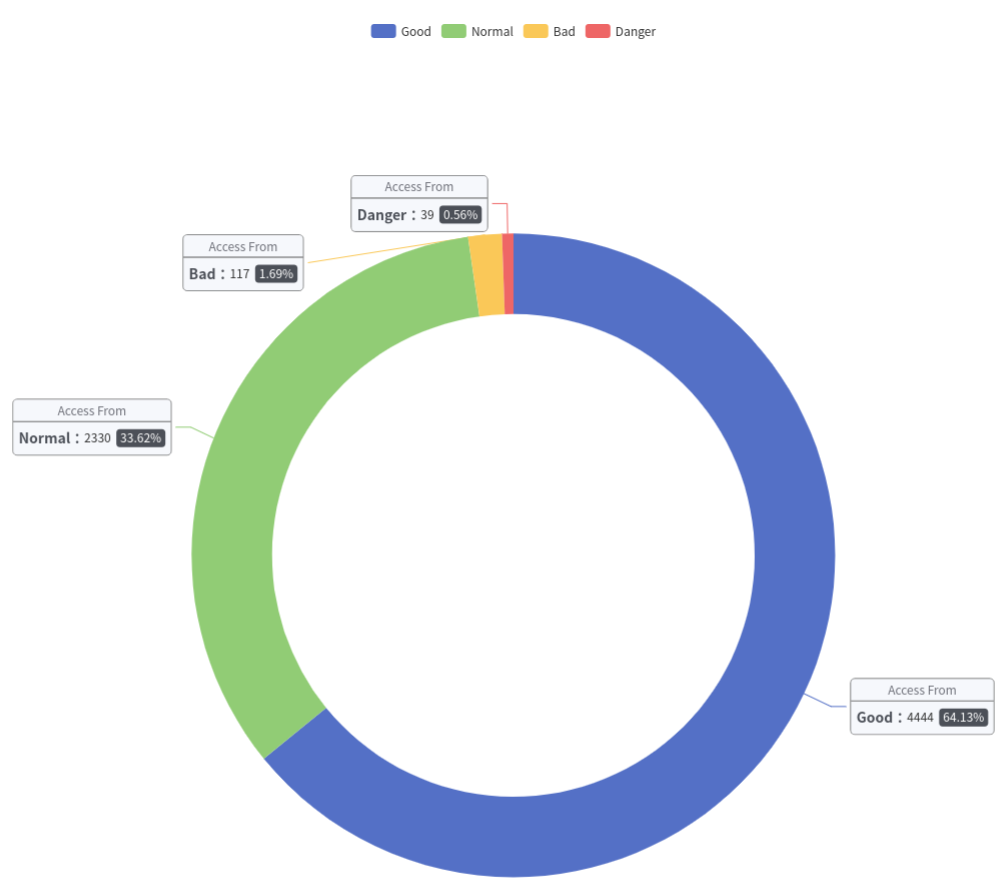 Good Normal Bad Danger
Access From
Danger：39 0.56%
Access From
Bad：117 1.69%
Access From
Normal：2330 33.62%
Access From
Good：4444 64.13%